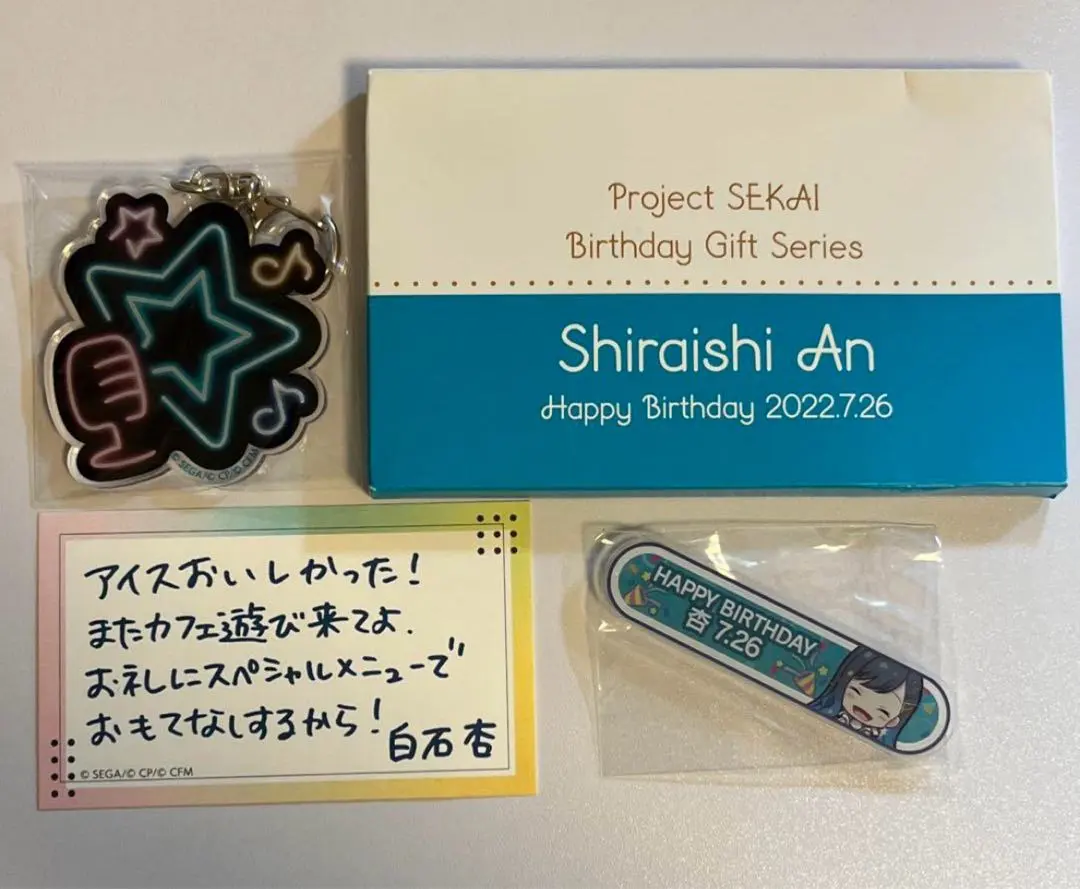 Project SEKAI
Birthday Gift Series
Shiraishi An
Happy Birthday 2022.7.26
© SEGA/© CP/© CFM
アイスおいしかった!
またカフェ遊び来てよ.
お礼にスペシャルメニューで
おもてなしするから!
白石 杏
© SEGA/© CP/© CFM
HAPPY BIRTHDAY
杏 7.26